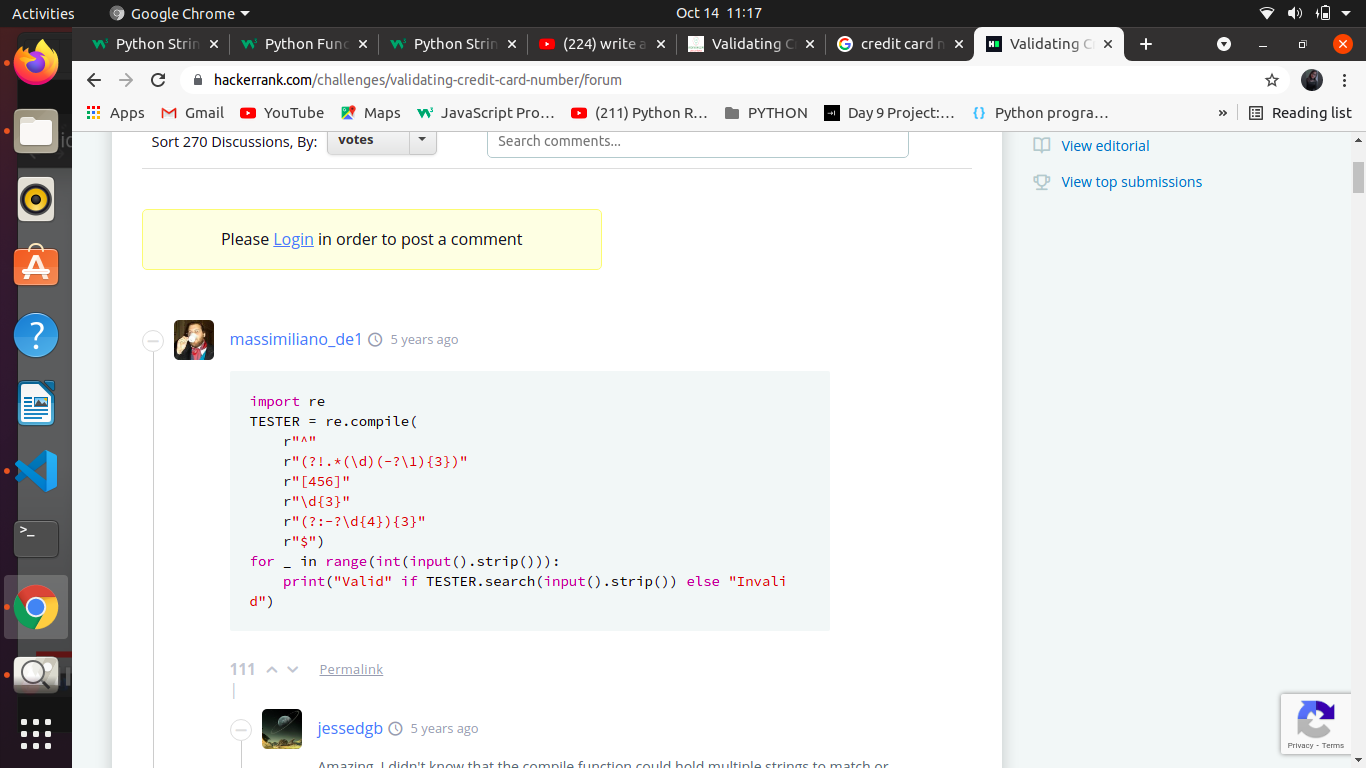 Activities
Google Chrome
Oct 14 11:17
Python Strin
Python Func
Python Strin
(224) write a
Validating C
credit card n
Validating C
hackerrank.com/challenges/validating-credit-card-number/forum
Apps
Gmail
YouTube
Maps
JavaScript Pro…
(211) Python R…
PYTHON
Day 9 Project:…
Python progra…
»
Reading list
Sort 270 Discussions, By:
votes
Search comments...
View editorial
View top submissions
Please Login in order to post a comment
massimiliano_de1
5 years ago
import re
TESTER = re.compile(
    r"^"
    r"(?!.*(\d)(-?\1){3})"
    r"[456]"
    r"\d{3}"
    r"(?:-?\d{4}){3}"
    r"$")
for _ in range(int(input().strip())):
    print("Valid" if TESTER.search(input().strip()) else "Invali
d")
111
Permalink
|
jessedgb
5 years ago
Amazing, I didn't know that the compile function could hold multiple strings to match or
Privacy - Terms